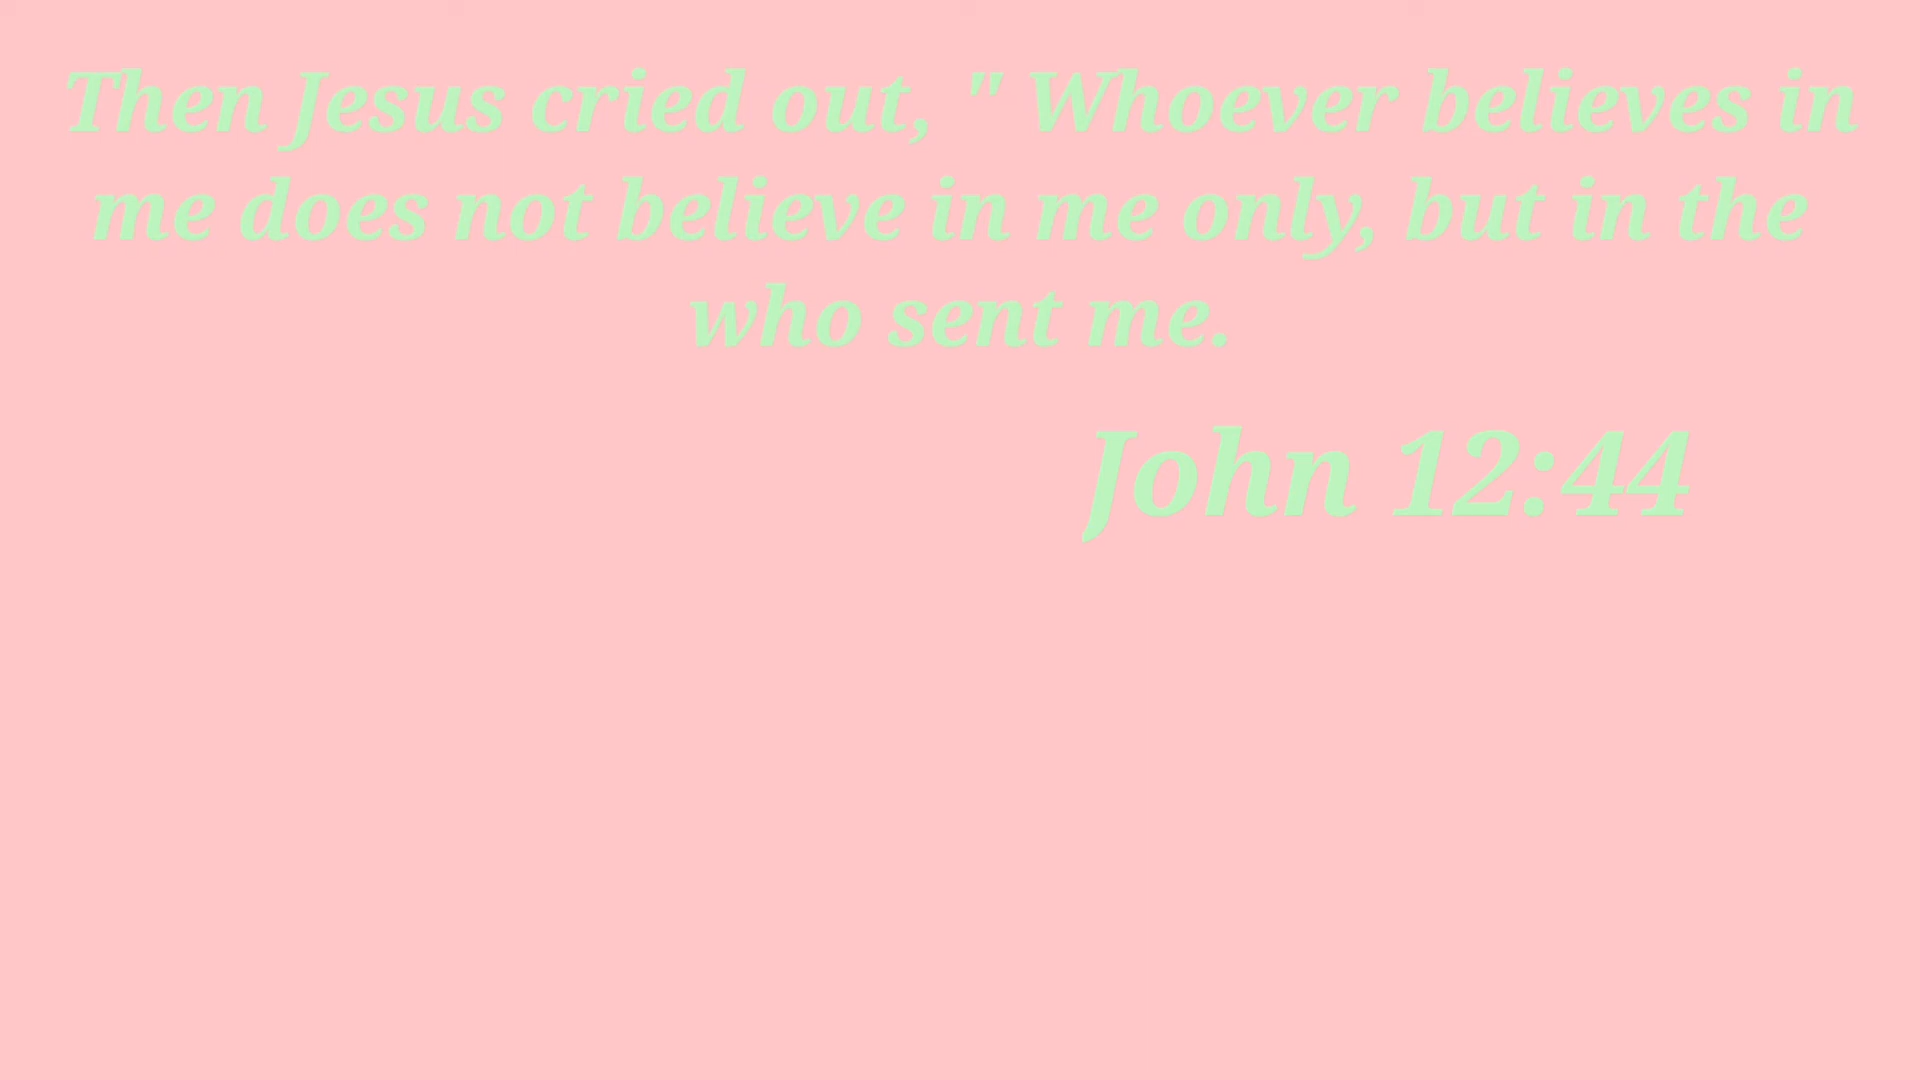 Then Jesus cried out, " Whoever believes in
me does not believe in me only, but in the
who sent me.
John 12:44